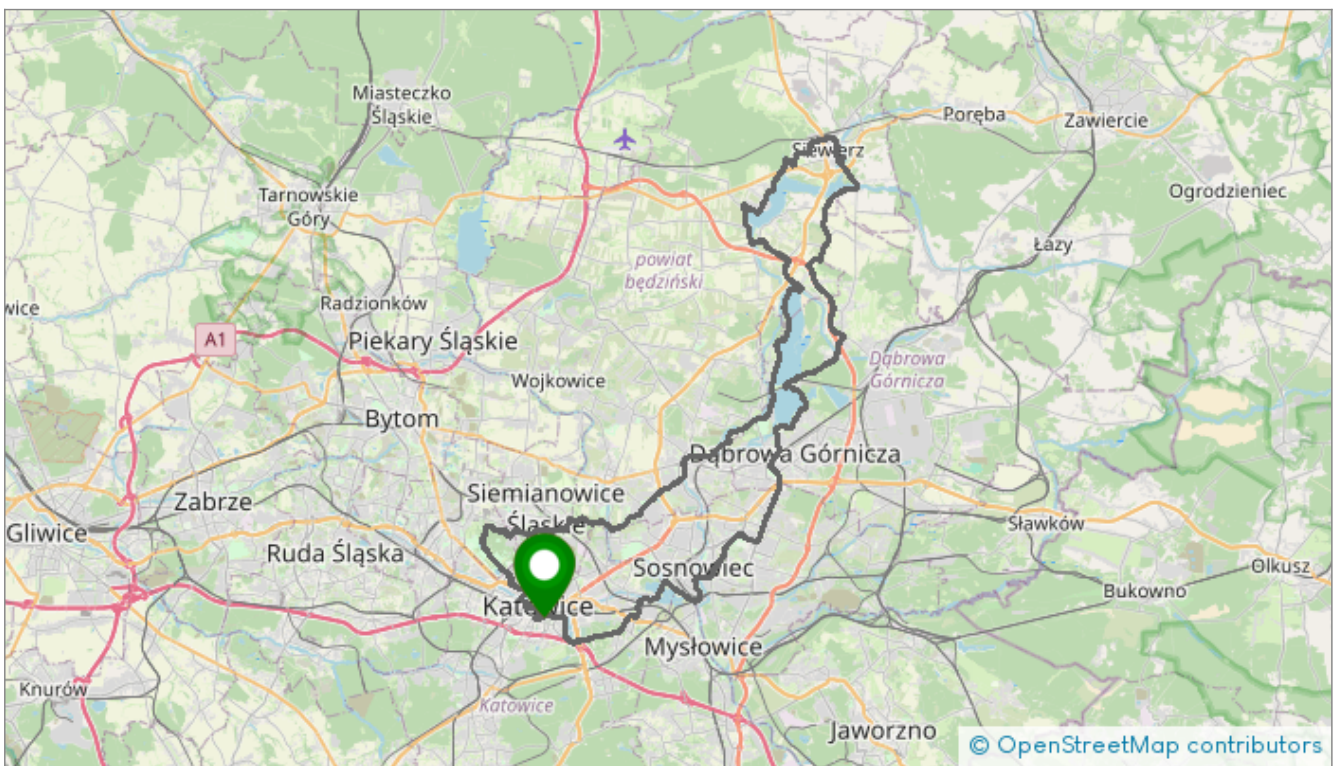 Miasteczko
Śląskie
Poręba
Zawiercie
Siewierz
Tarnowskie
Góry
Ogrodzieniec
Łazy
powiat
będziński
wice
Radzionków
A1
Piekary Śląskie
Dąbrowa
Górnicza
Wojkowice
Bytom
Dąbrowa Górnicza
Siemianowice
Śląskie
Zabrze
Gliwice
Sławków
Ruda Śląska
Sosnowiec
Olkusz
Bukowno
Katowice
Mysłowice
Knurów
Katowice
Jaworzno
© OpenStreetMap contributors